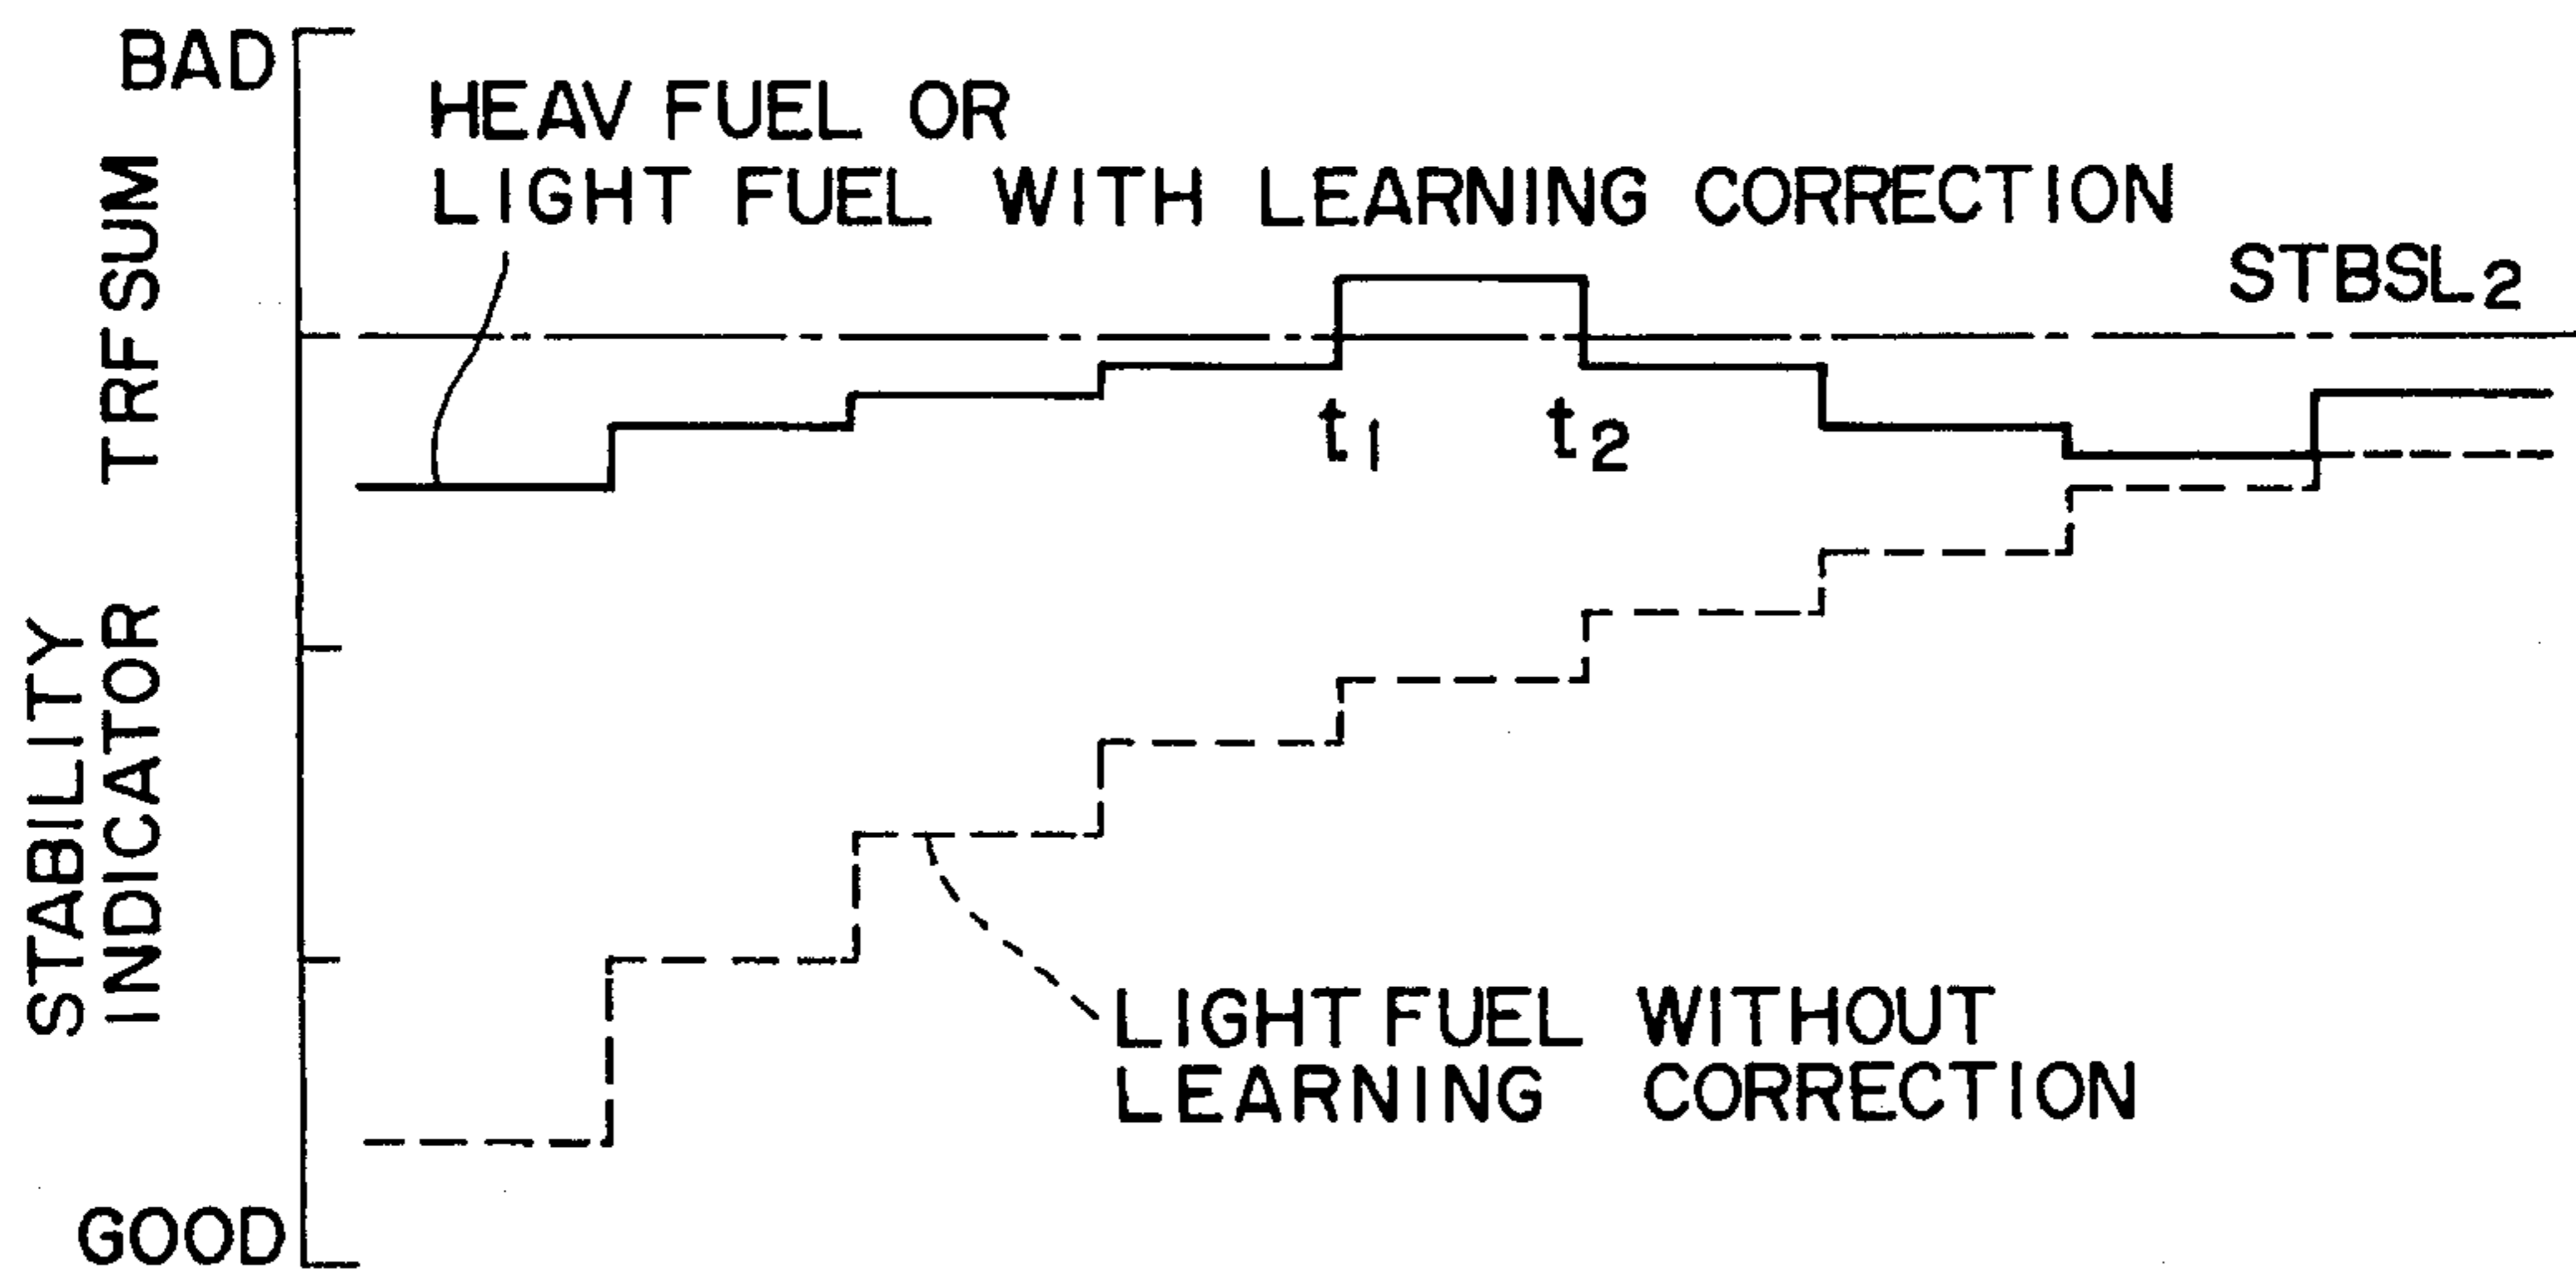 BAD
HEAV FUEL OR
LIGHT FUEL WITH LEARNING CORRECTION
STBSL2
t1
t2
STABILITY
INDICATOR TRFSUM
LIGHT FUEL WITHOUT
LEARNING CORRECTION
GOOD